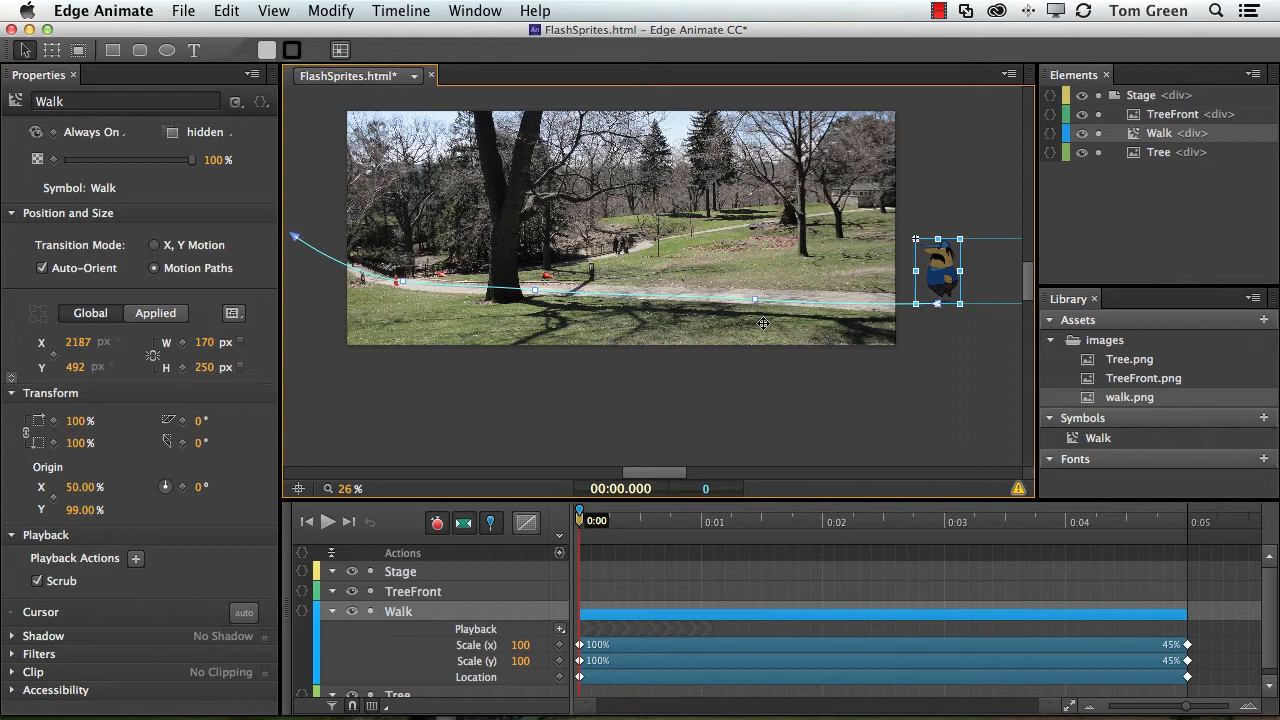 Edge Animate File Edit View Modify Timeline Window Help Tom Green
An FlashSprites.html - Edge Animate CC*
T
Properties × FlashSprites.html* × Elements ×
Walk C {}
Stage <div>
TreeFront <div>
Walk <div>
Tree <div>
Always On hidden
100%
Symbol: Walk
Position and Size
Transition Mode: X, Y Motion
Auto-Orient Motion Paths
Global Applied
X 2187 px W 170 px
Y 492 px H 250 px
Transform
100% 0°
100% 0°
Origin
X 50.00% 0°
Y 99.00%
Playback
Playback Actions +
Scrub
Cursor auto
Shadow No Shadow
Filters
Clip No Clipping
Accessibility
Library ×
Assets
images
Tree.png
TreeFront.png
walk.png
Symbols
Walk
Fonts
26% 00:00.000 0
0:00 0:01 0:02 0:03 0:04 0:05
Actions
Stage
TreeFront
Walk
Playback
Scale (x) 100 100% 45%
Scale (y) 100 100% 45%
Location
Tree